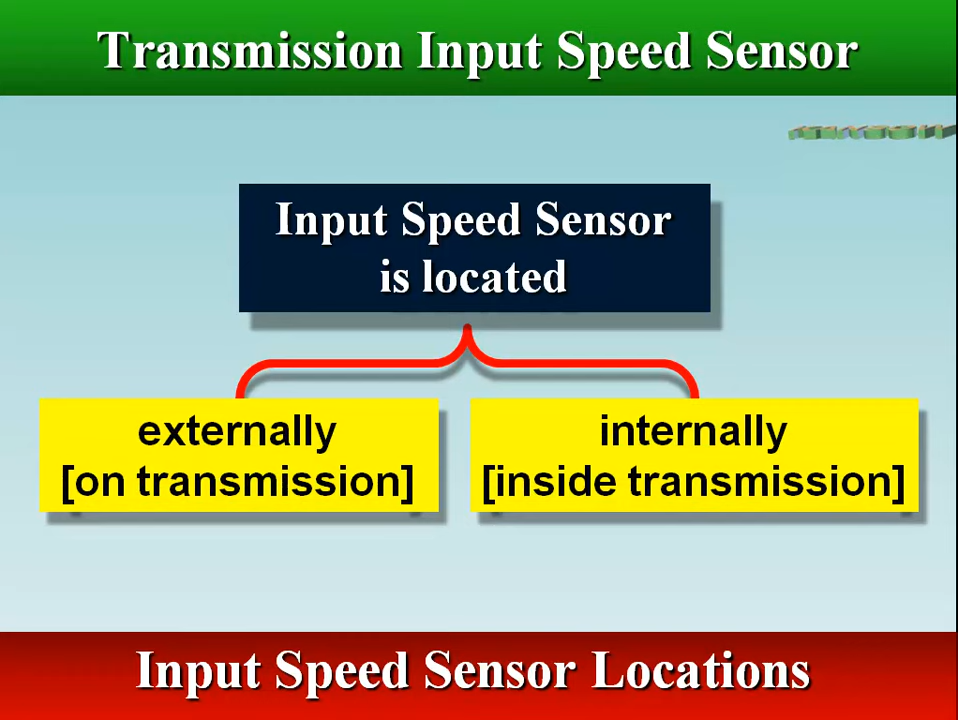 Transmission Input Speed Sensor
Input Speed Sensor
is located
externally
[on transmission]
internally
[inside transmission]
Input Speed Sensor Locations